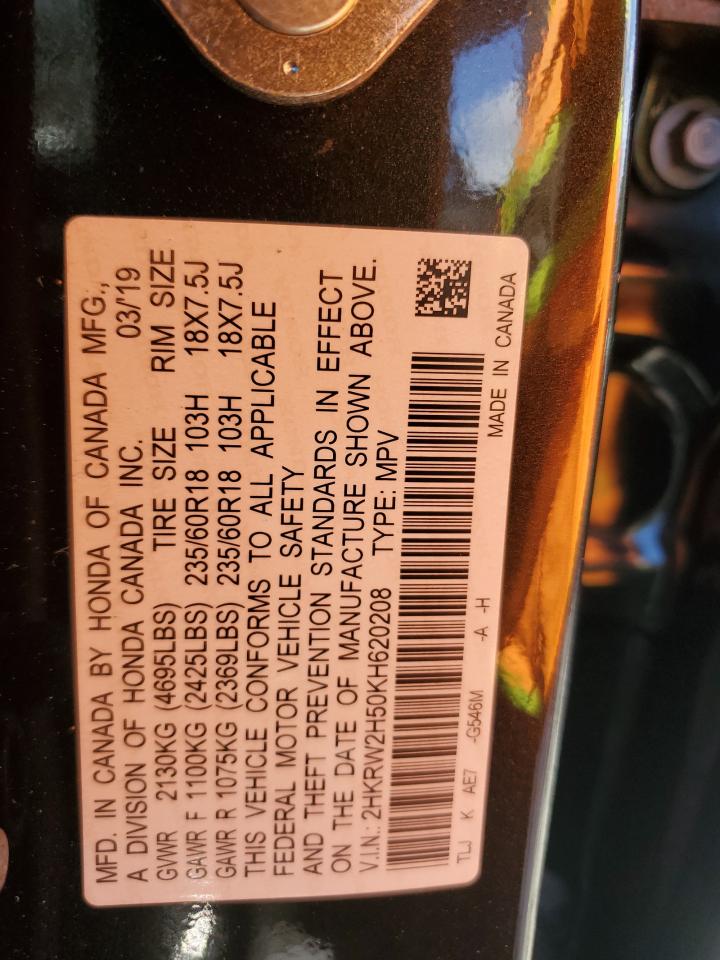 MFD. IN CANADA BY HONDA OF CANADA MFG.,
A DIVISION OF HONDA CANADA INC. 03/'19
GVWR 2130KG (4695LBS) TIRE SIZE RIM SIZE
GAWR F 1100KG (2425LBS) 235/60R18 103H 18X7.5J
GAWR R 1075KG (2369LBS) 235/60R18 103H 18X7.5J
THIS VEHICLE CONFORMS TO ALL APPLICABLE
FEDERAL MOTOR VEHICLE SAFETY
AND THEFT PREVENTION STANDARDS IN EFFECT
ON THE DATE OF MANUFACTURE SHOWN ABOVE.
V.I.N.: 2HKRW2H50KH620208 TYPE: MPV
TLJ K AE7 -G546M -A -H MADE IN CANADA